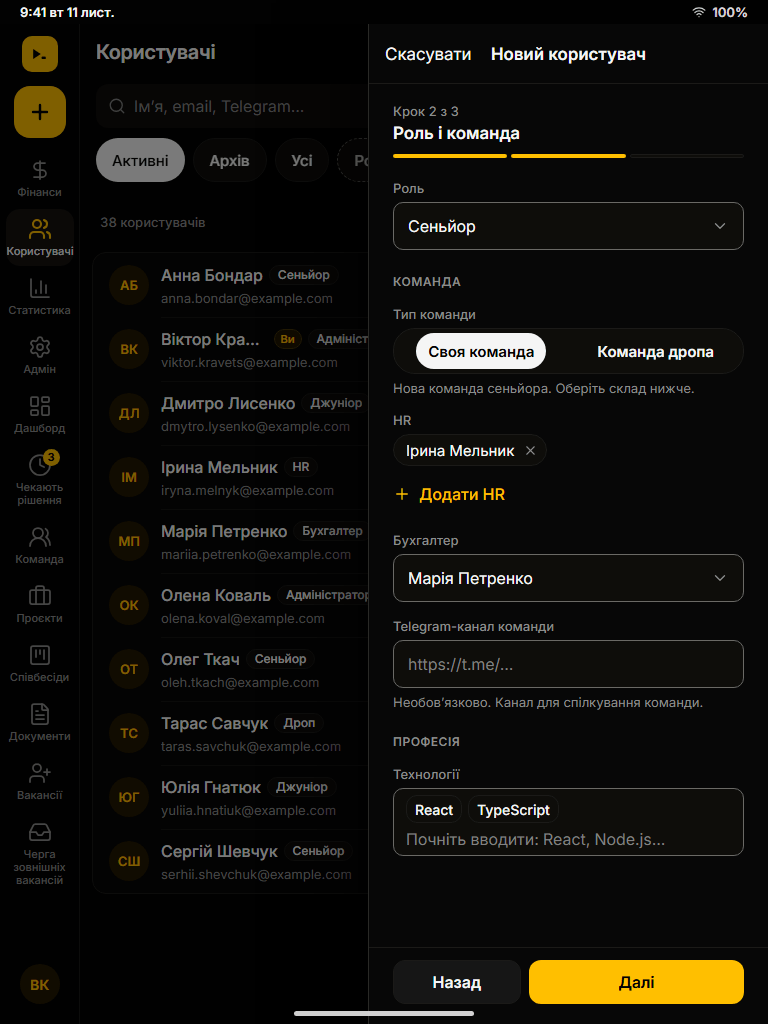 9:41 вт 11 лист.
100%
Користувачі
Ім'я, email, Telegram...
Активні
Архів
Усі
38 користувачів
Фінанси
Користувачі
Статистика
Адмін
Дашборд
3
Чекають
рішення
Команда
Проєкти
Співбесіди
Документи
Вакансії
Черга
зовнішніх
вакансій
ВК
АБ
Анна Бондар
Сеньйор
anna.bondar@example.com
ВК
Віктор Кра...
Ви
viktor.kravets@example.com
ДЛ
Дмитро Лисенко
Джуніор
dmytro.lysenko@example.com
ІМ
Ірина Мельник
HR
iryna.melnyk@example.com
МП
Марія Петренко
Бухгалтер
mariia.petrenko@example.com
ОК
Олена Коваль
Адміністратор
olena.koval@example.com
ОТ
Олег Ткач
Сеньйор
oleh.tkach@example.com
ТС
Тарас Савчук
Дроп
taras.savchuk@example.com
ЮГ
Юлія Гнатюк
Джуніор
yuliia.hnatiuk@example.com
СШ
Сергій Шевчук
Сеньйор
serhii.shevchuk@example.com
Скасувати
Новий користувач
Крок 2 з 3
Роль і команда
Роль
Сеньйор
КОМАНДА
Тип команди
Своя команда
Команда дропа
Нова команда сеньйора. Оберіть склад нижче.
HR
Ірина Мельник
Додати HR
Бухгалтер
Марія Петренко
Telegram-канал команди
https://t.me/...
Необов'язково. Канал для спілкування команди.
ПРОФЕСІЯ
Технології
React
TypeScript
Почніть вводити: React, Node.js...
Назад
Далі